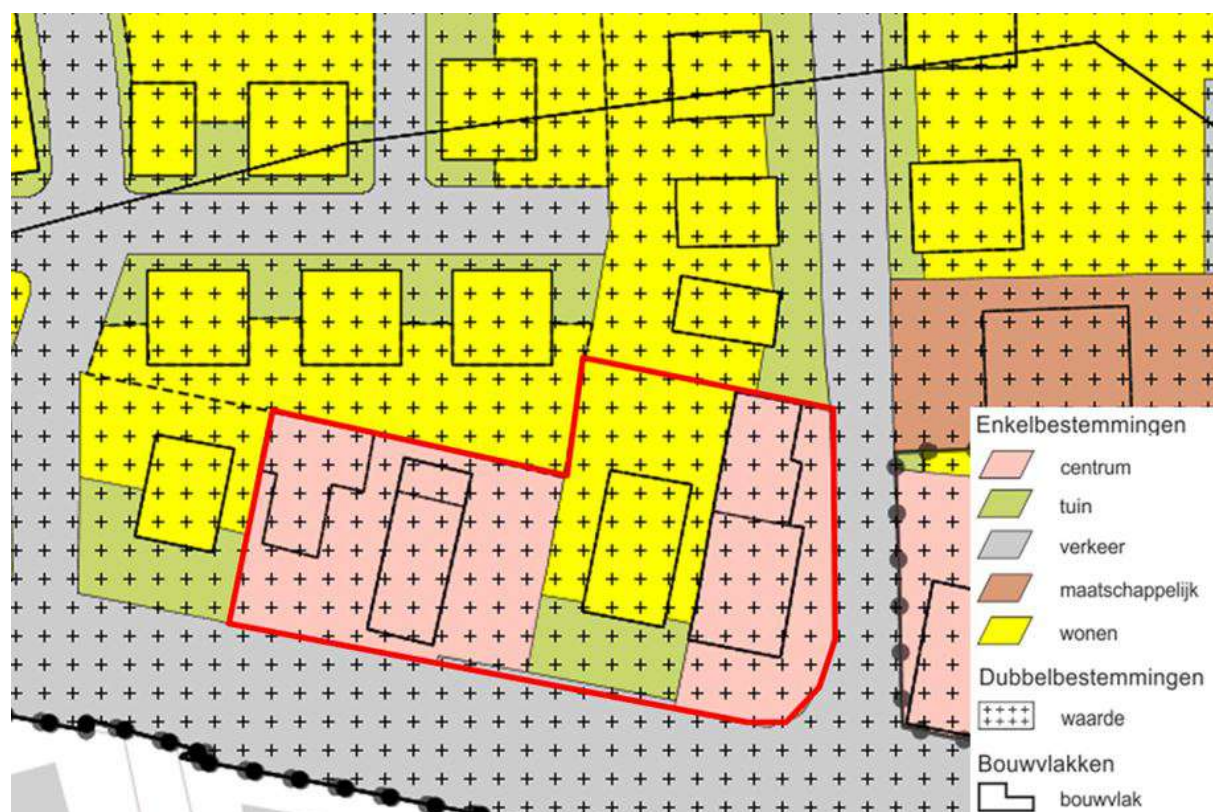 Enkelbestemmingen
centrum
tuin
verkeer
maatschappelijk
wonen
Dubbelbestemmingen
waarde
Bouwvlakken
bouwvlak